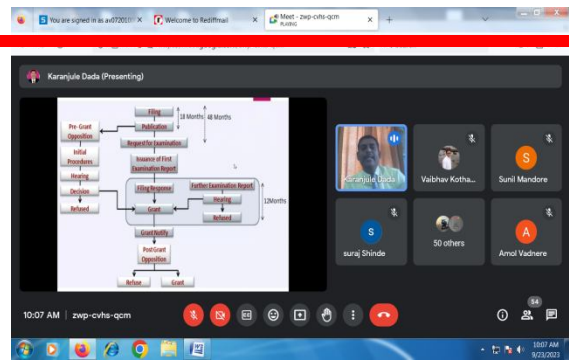 You are signed in as av072010
Welcome to Rediffmail
Meet - zwp-cvhs-qcm
PLAYING
Karanjule Dada (Presenting)
Filing
18 Months
48 Months
Publication
Pre- Grant
Opposition
Request for Examination
Initial
Procedures
Issuance of First
Examination Report
Hearing
Filing Response
Further Examination Report
Decision
Grant
Hearing
12Months
Refused
Refused
Grant Notify
Post Grant
Opposition
Refuse
Grant
Karanjule Dada
Vaibhav Kotha...
Sunil Mandore
S
suraj Shinde
S
50 others
Amol Vadnere
A
10:07 AM | zwp-cvhs-qcm
54
10:07 AM
9/23/2023